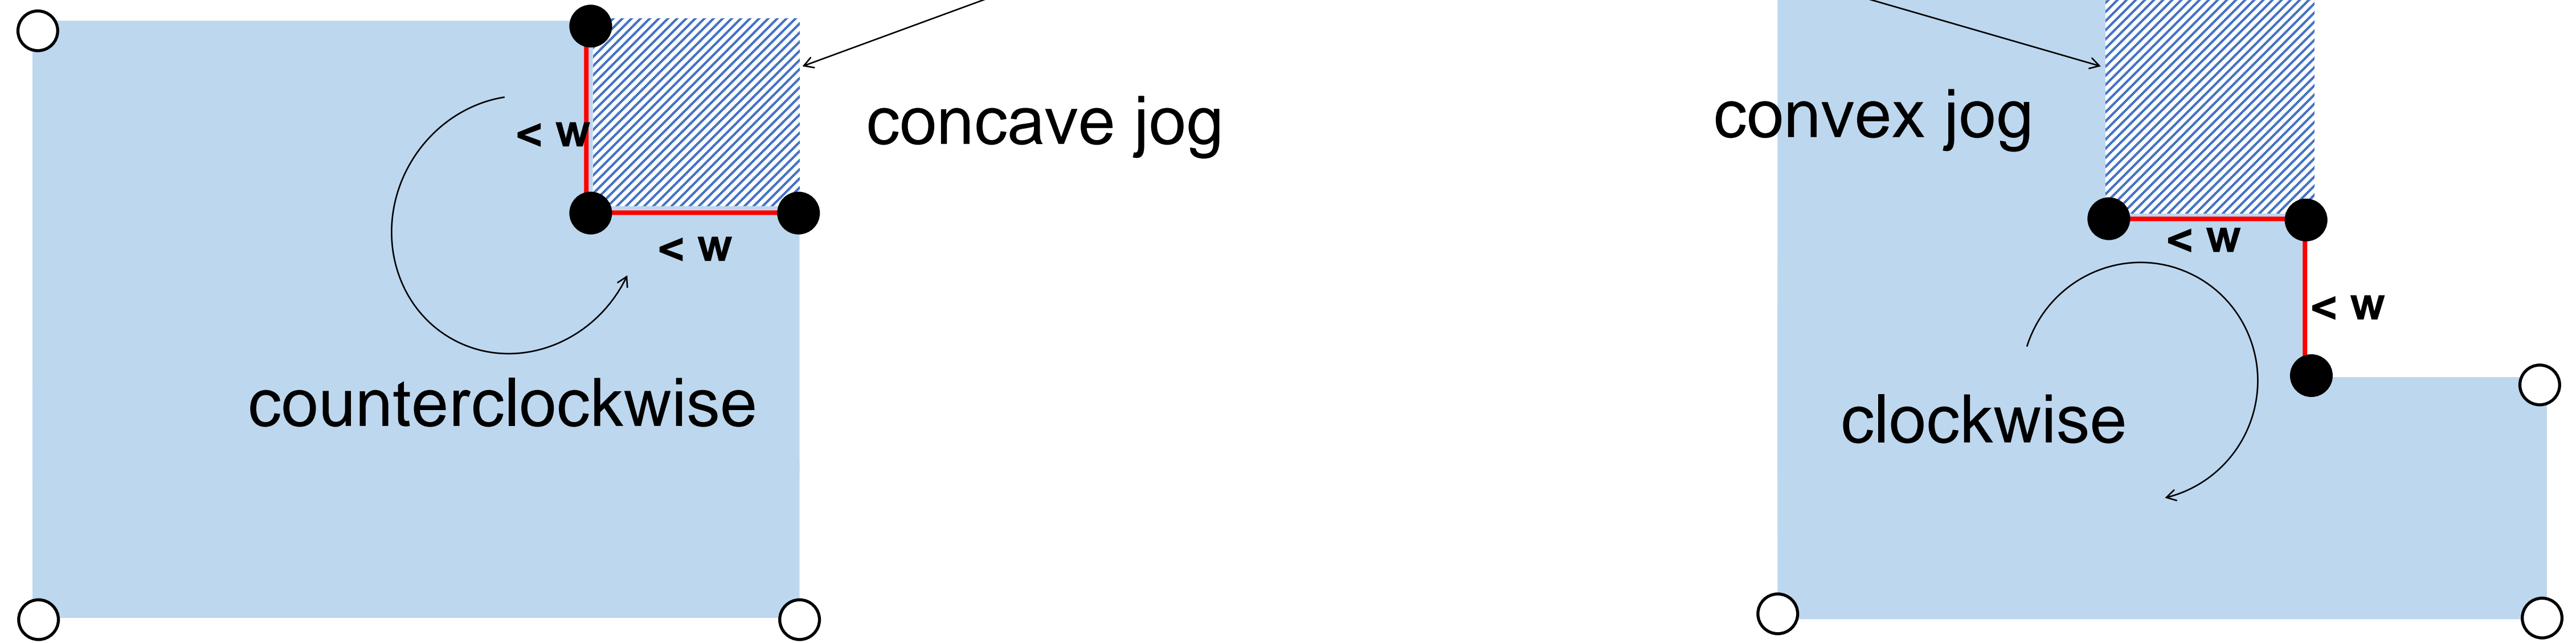 < w
concave jog
< w
counterclockwise
convex jog
< w
< w
clockwise